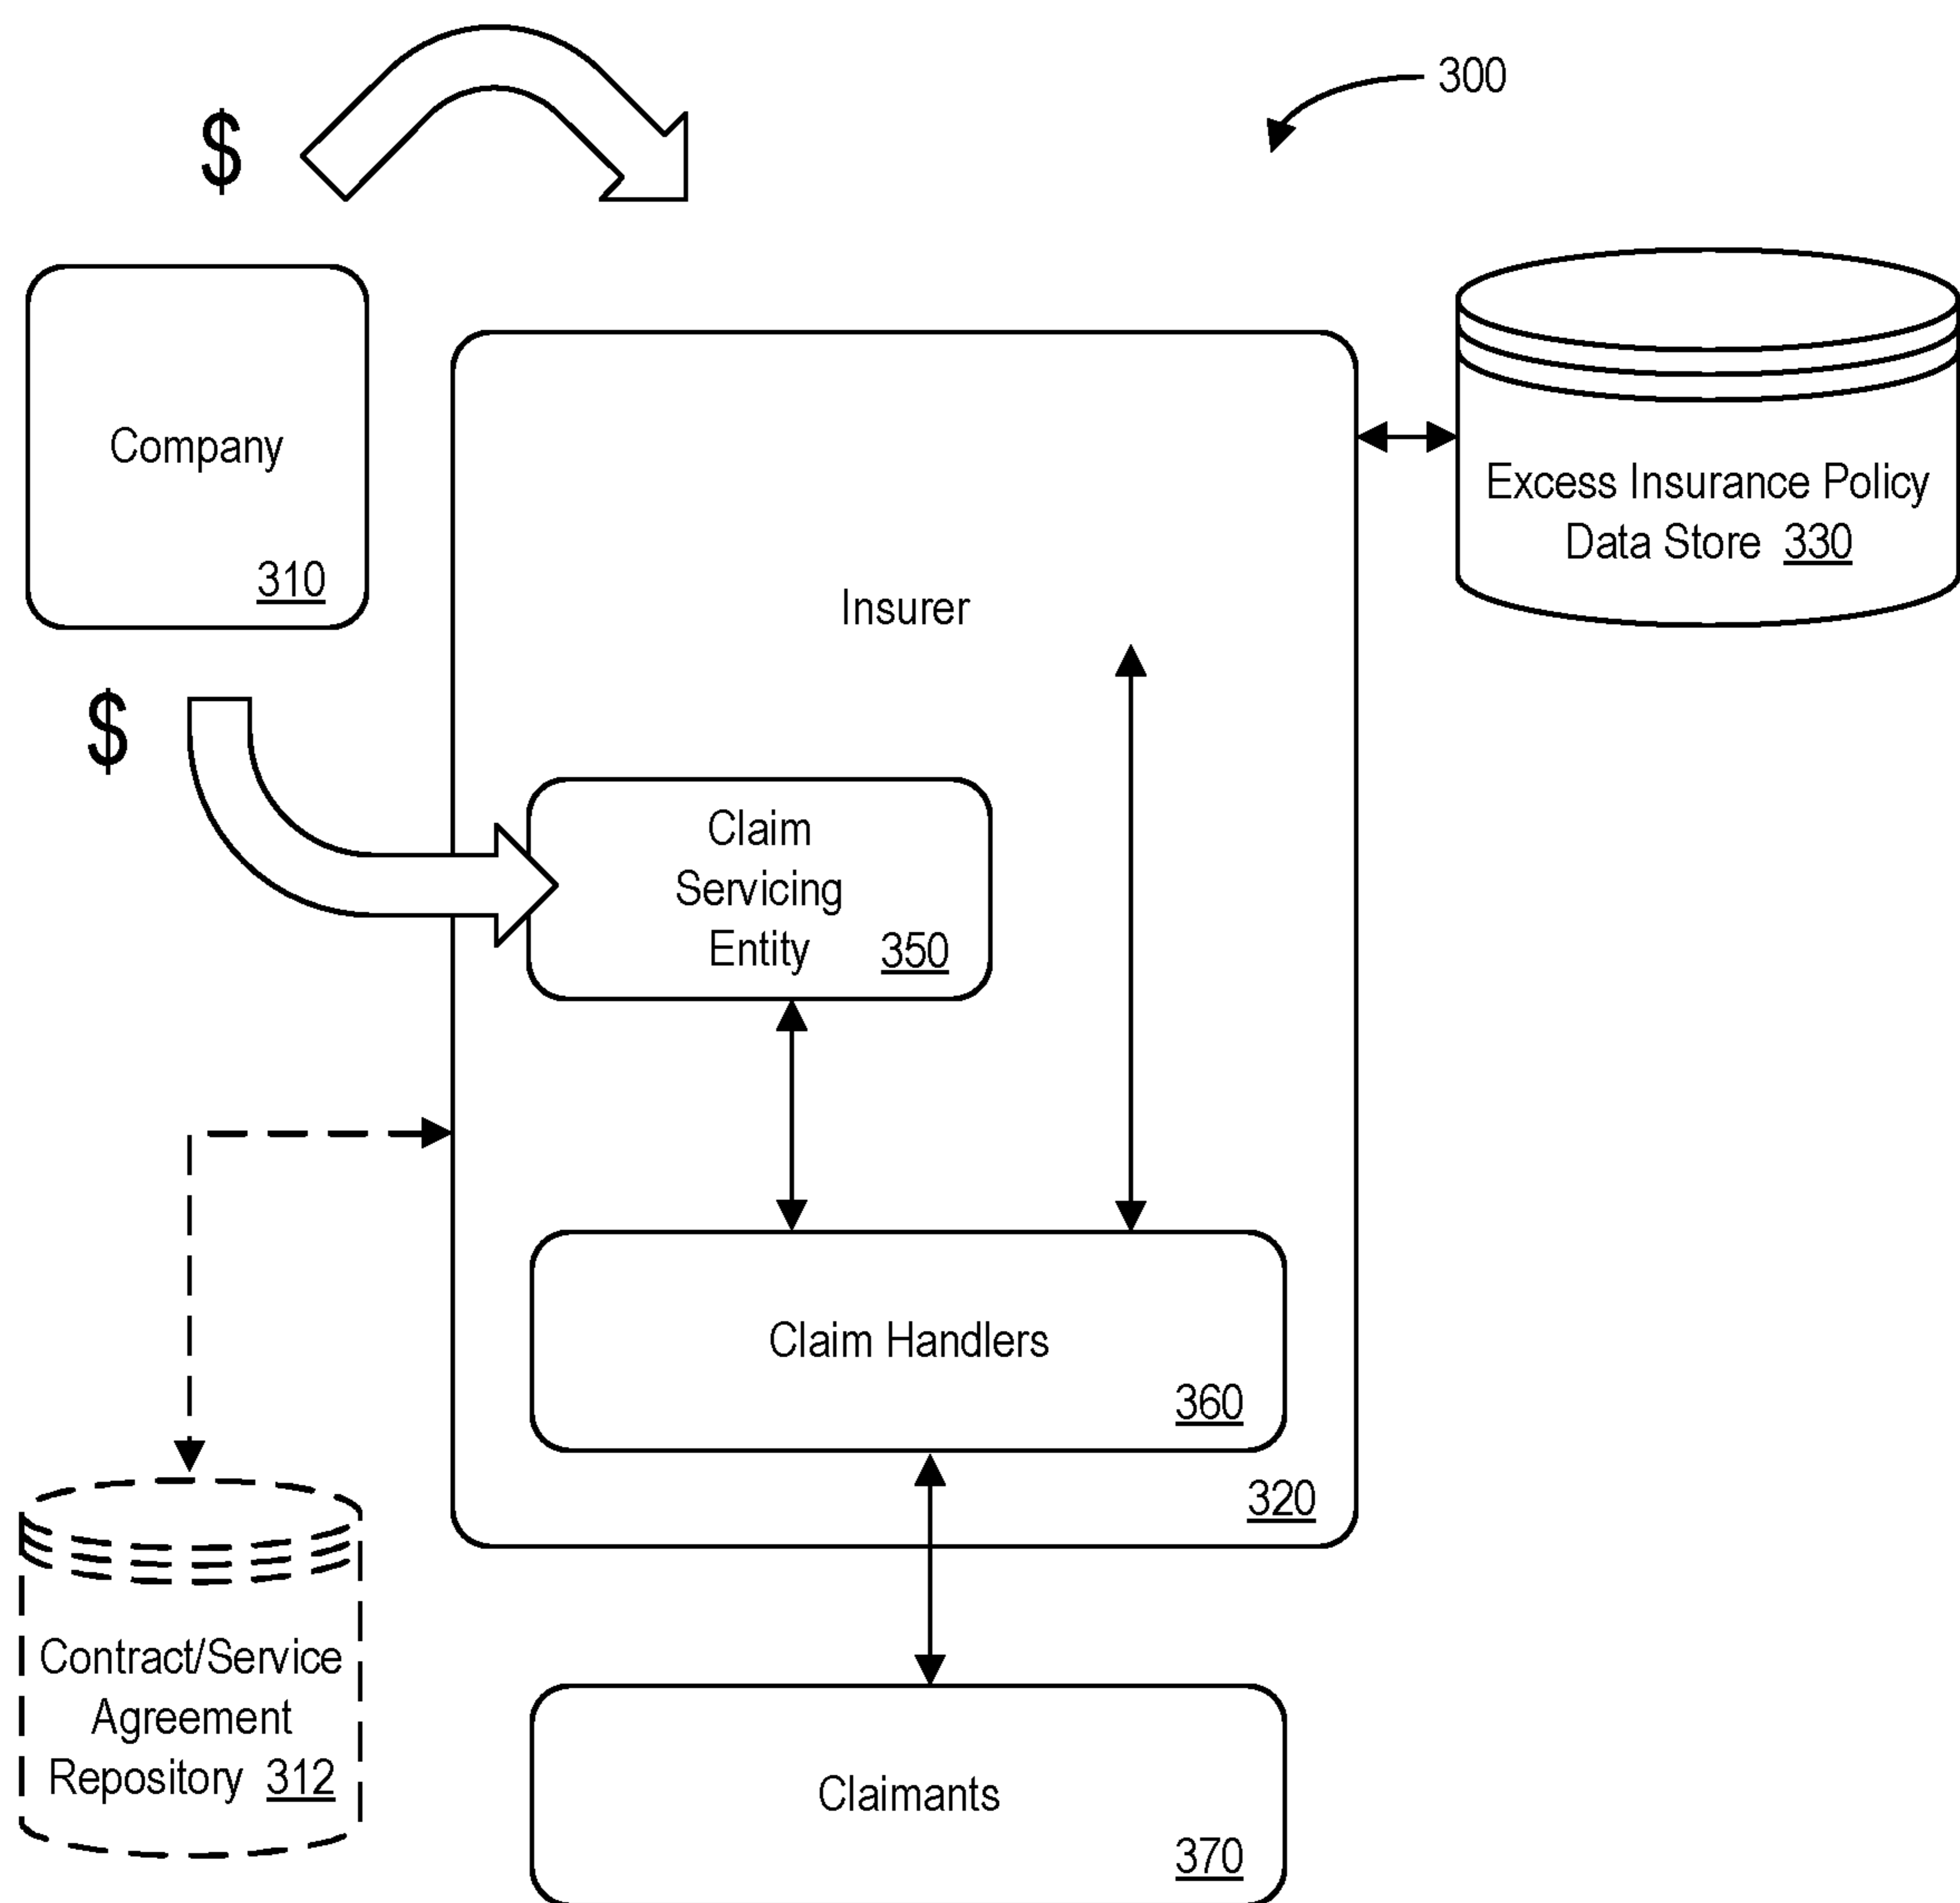 $
300
Company
310
Excess Insurance Policy
Data Store 330
Insurer
$
Claim
Servicing
Entity 350
Claim Handlers
360
320
Contract/Service
Agreement
Repository 312
Claimants
370